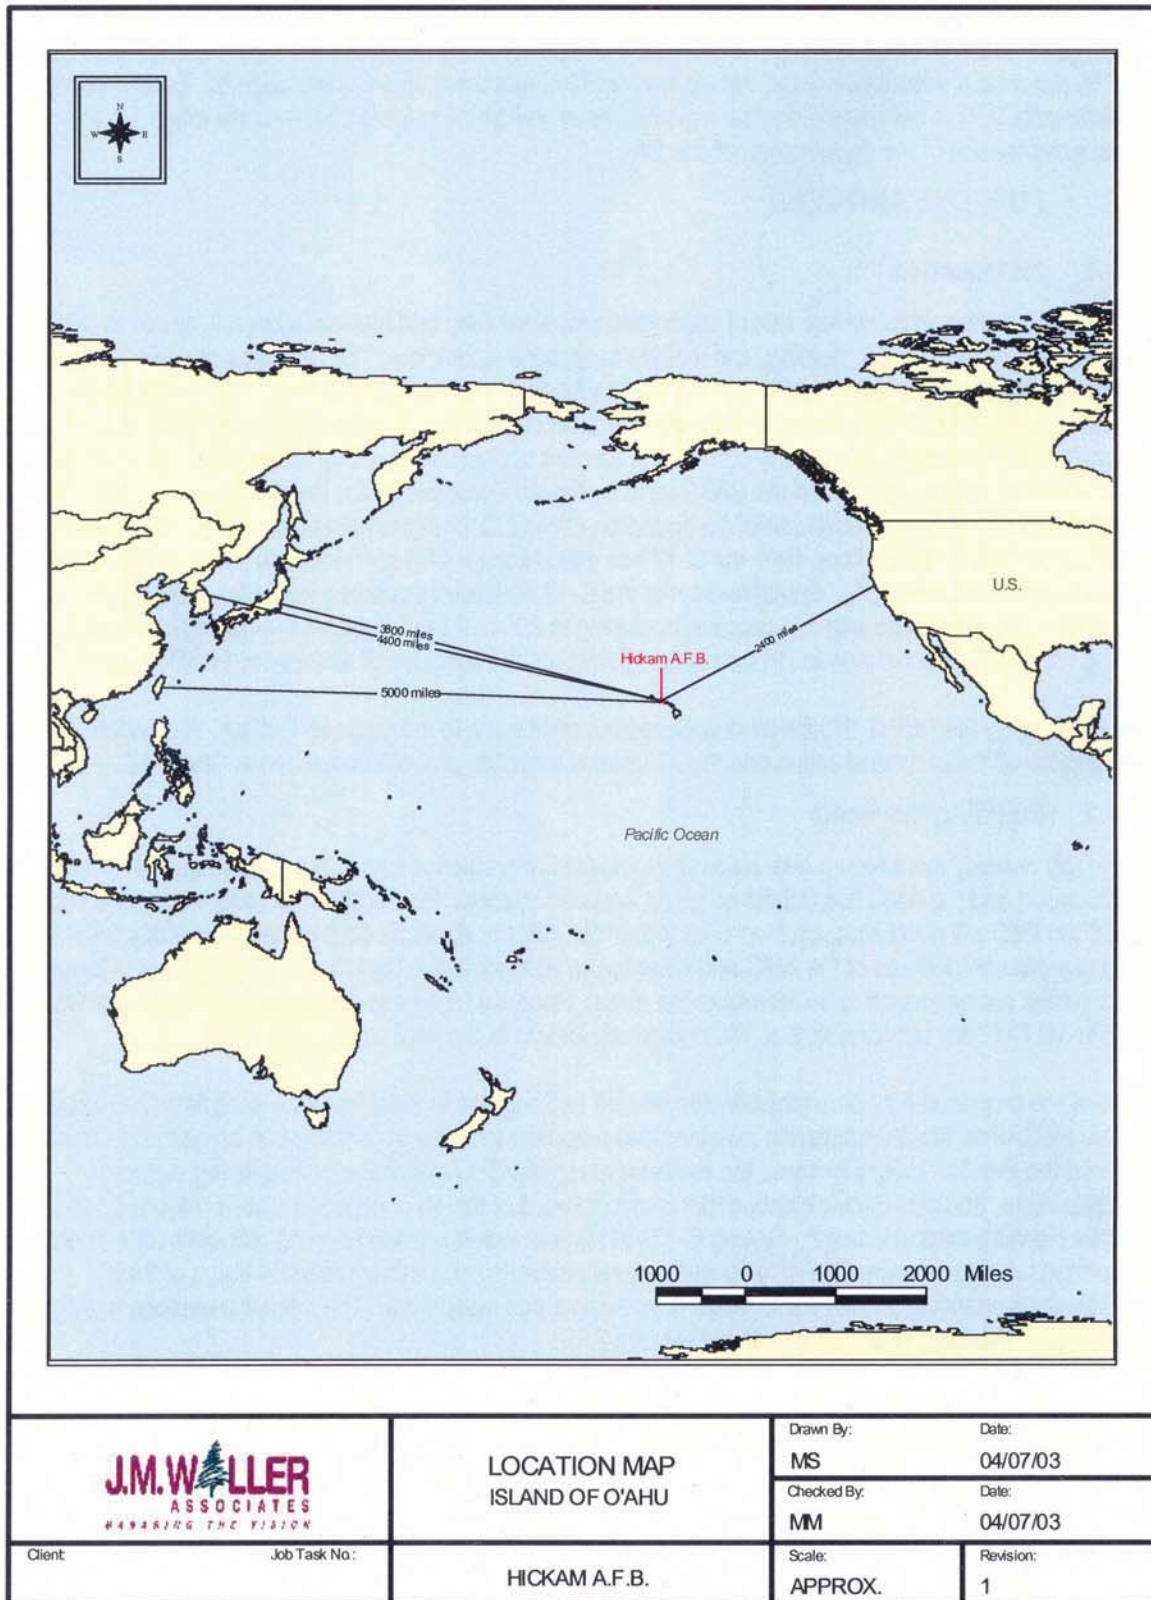 N
W E
S
U.S.
3800 miles
4400 miles
2400 miles
Hickam A.F.B.
5000 miles
Pacific Ocean
1000 0 1000 2000 Miles
J.M.WALLER
ASSOCIATES
MANAGING THE VISION
LOCATION MAP
ISLAND OF O'AHU
Drawn By: Date:
MS 04/07/03
Checked By: Date:
MM 04/07/03
Client: Job Task No.:
HICKAM A.F.B.
Scale: Revision:
APPROX. 1